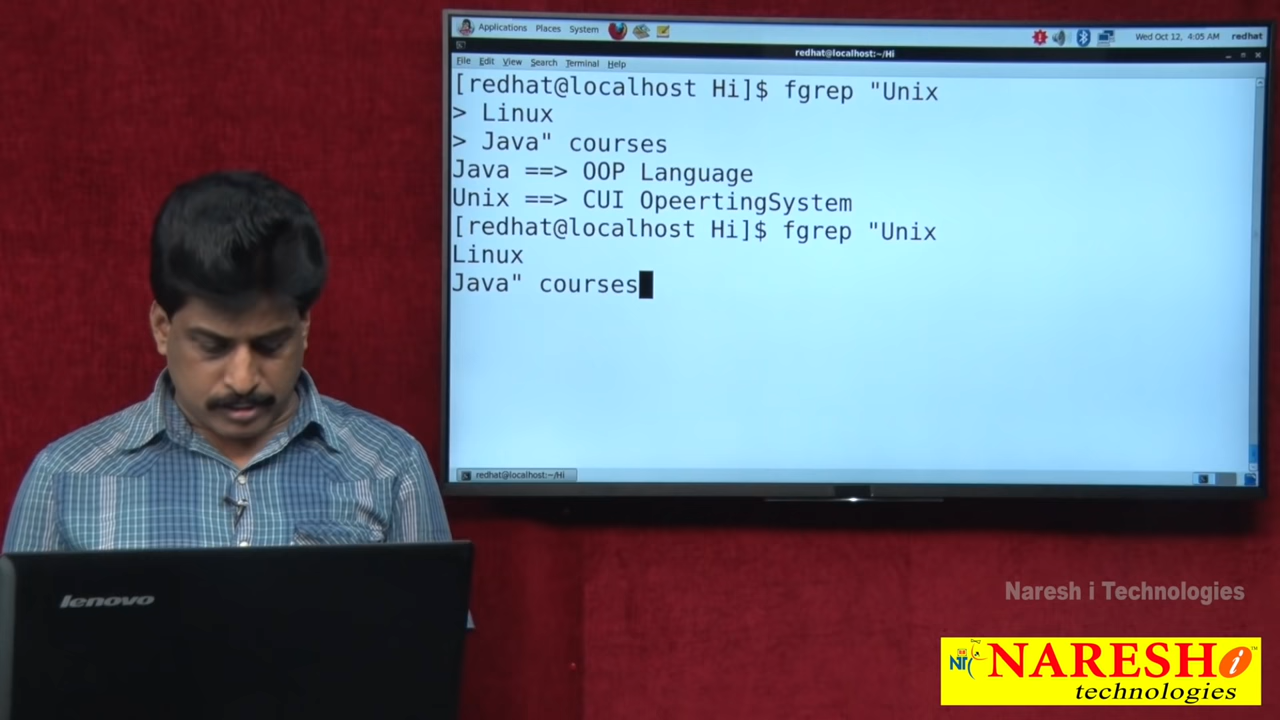 Applications Places System
Wed Oct 12, 4:05 AM redhat
redhat@localhost:~/Hi
File Edit View Search Terminal Help
[redhat@localhost Hi]$ fgrep "Unix
> Linux
> Java" courses
Java ==> OOP Language
Unix ==> CUI OpeertingSystem
[redhat@localhost Hi]$ fgrep "Unix
Linux
Java" courses
redhat@localhost:~/Hi
lenovo
Naresh i Technologies
NT NARESH i
technologies